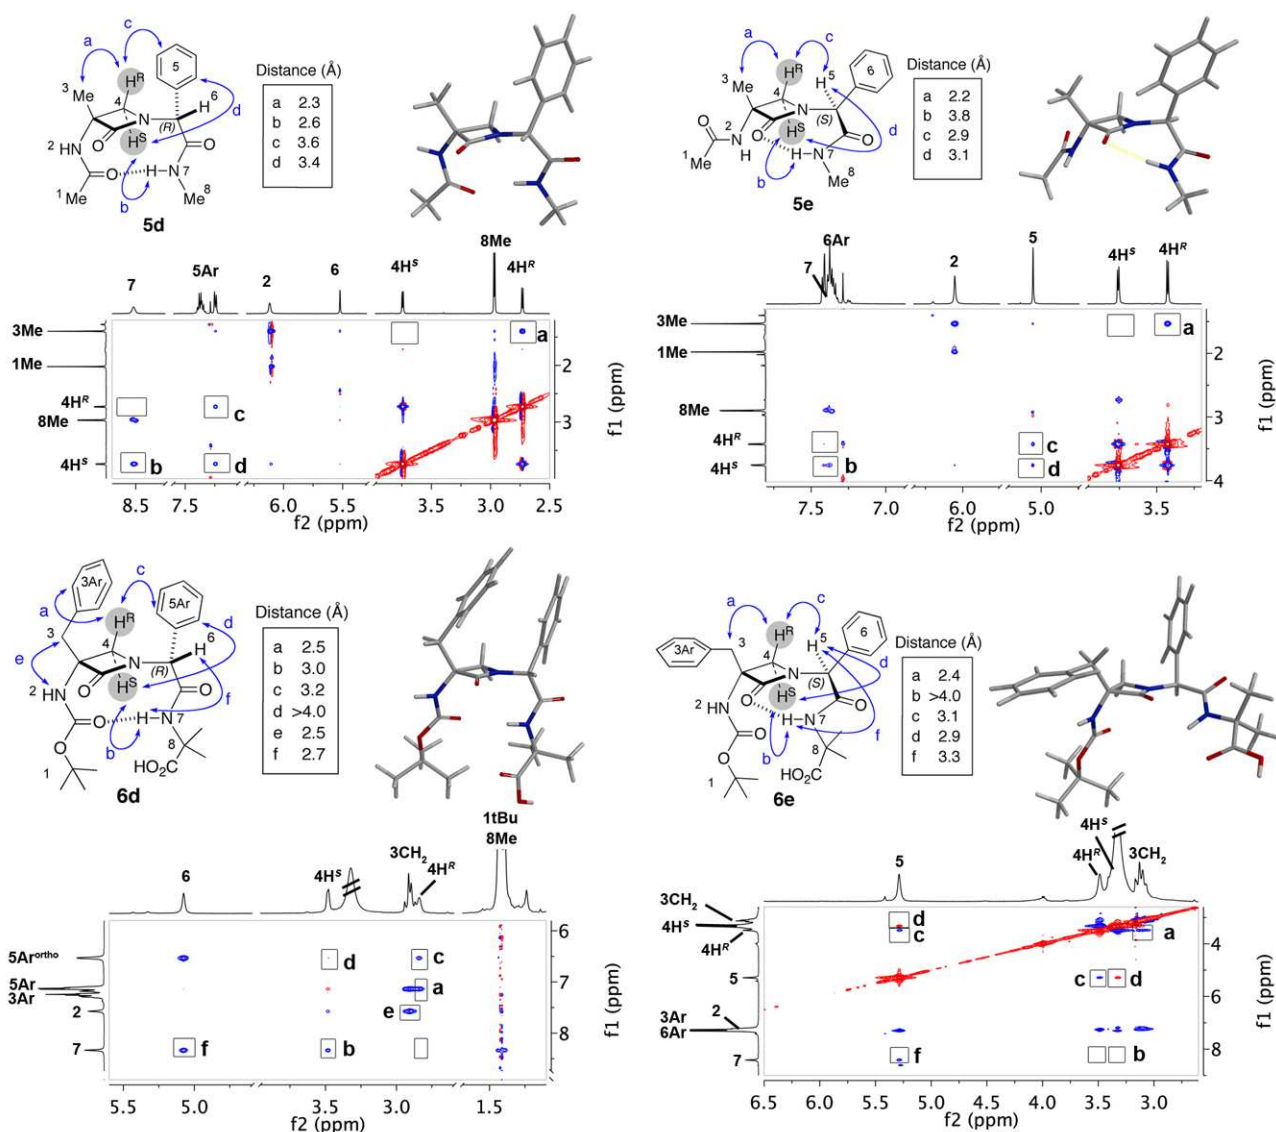 c
a
H^R
5
3
Me
4
6
H
N
(R)
d
O
H^S
O
2
HN
O
H
N
7
8
Me
1
Me
b
5d
Distance (Å)
a 2.3
b 2.6
c 3.6
d 3.4
a
c
H^R
5
H
6
3
Me
4
N
(S)
2
N
H
O
H^S
d
O
O
H
N
7
1
Me
b
8
Me
5e
Distance (Å)
a 2.2
b 3.8
c 2.9
d 3.1
8Me
7
5Ar
2
6
4H^S
4H^R
3Me
1Me
4H^R
8Me
4H^S
a
c
b
d
2
3
4
f1 (ppm)
8.5 7.5 6.0 5.5 3.5 3.0 2.5
f2 (ppm)
6Ar
7
2
5
4H^S
4H^R
3Me
1Me
8Me
4H^R
4H^S
a
c
b
d
2
3
4
f1 (ppm)
7.5 7.0 6.0 5.0 3.5
f2 (ppm)
3Ar
c
a
H^R
5Ar
d
3
4
6
H
e
N
(R)
O
H^S
O
2
HN
f
O
H
N
7
b
8
O
HO2C
1
6d
Distance (Å)
a 2.5
b 3.0
c 3.2
d >4.0
e 2.5
f 2.7
a
c
H^R
5
H
6
3Ar
3
4
d
N
(S)
2
HN
O
H^S
O
H
N
7
f
O
O
b
8
1
HO2C
6e
Distance (Å)
a 2.4
b >4.0
c 3.1
d 2.9
f 3.3
1tBu
8Me
6
4H^S
3CH2
4H^R
5Ar^ortho
5Ar
3Ar
2
7
d
c
a
e
f
b
6
7
8
f1 (ppm)
5.5 5.0 3.5 3.0 1.5
f2 (ppm)
5
4H^S
4H^R
3CH2
3CH2
4H^S
4H^R
5
3Ar
2
6Ar
7
d
c
a
c
d
f
b
4
6
8
f1 (ppm)
6.5 6.0 5.5 5.0 4.5 4.0 3.5 3.0
f2 (ppm)